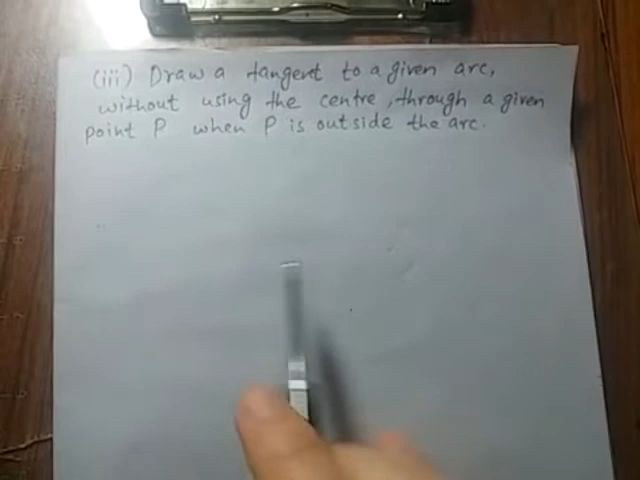 (iii) Draw a tangent to a given arc,
without using the centre, through a given
point P when P is outside the arc.